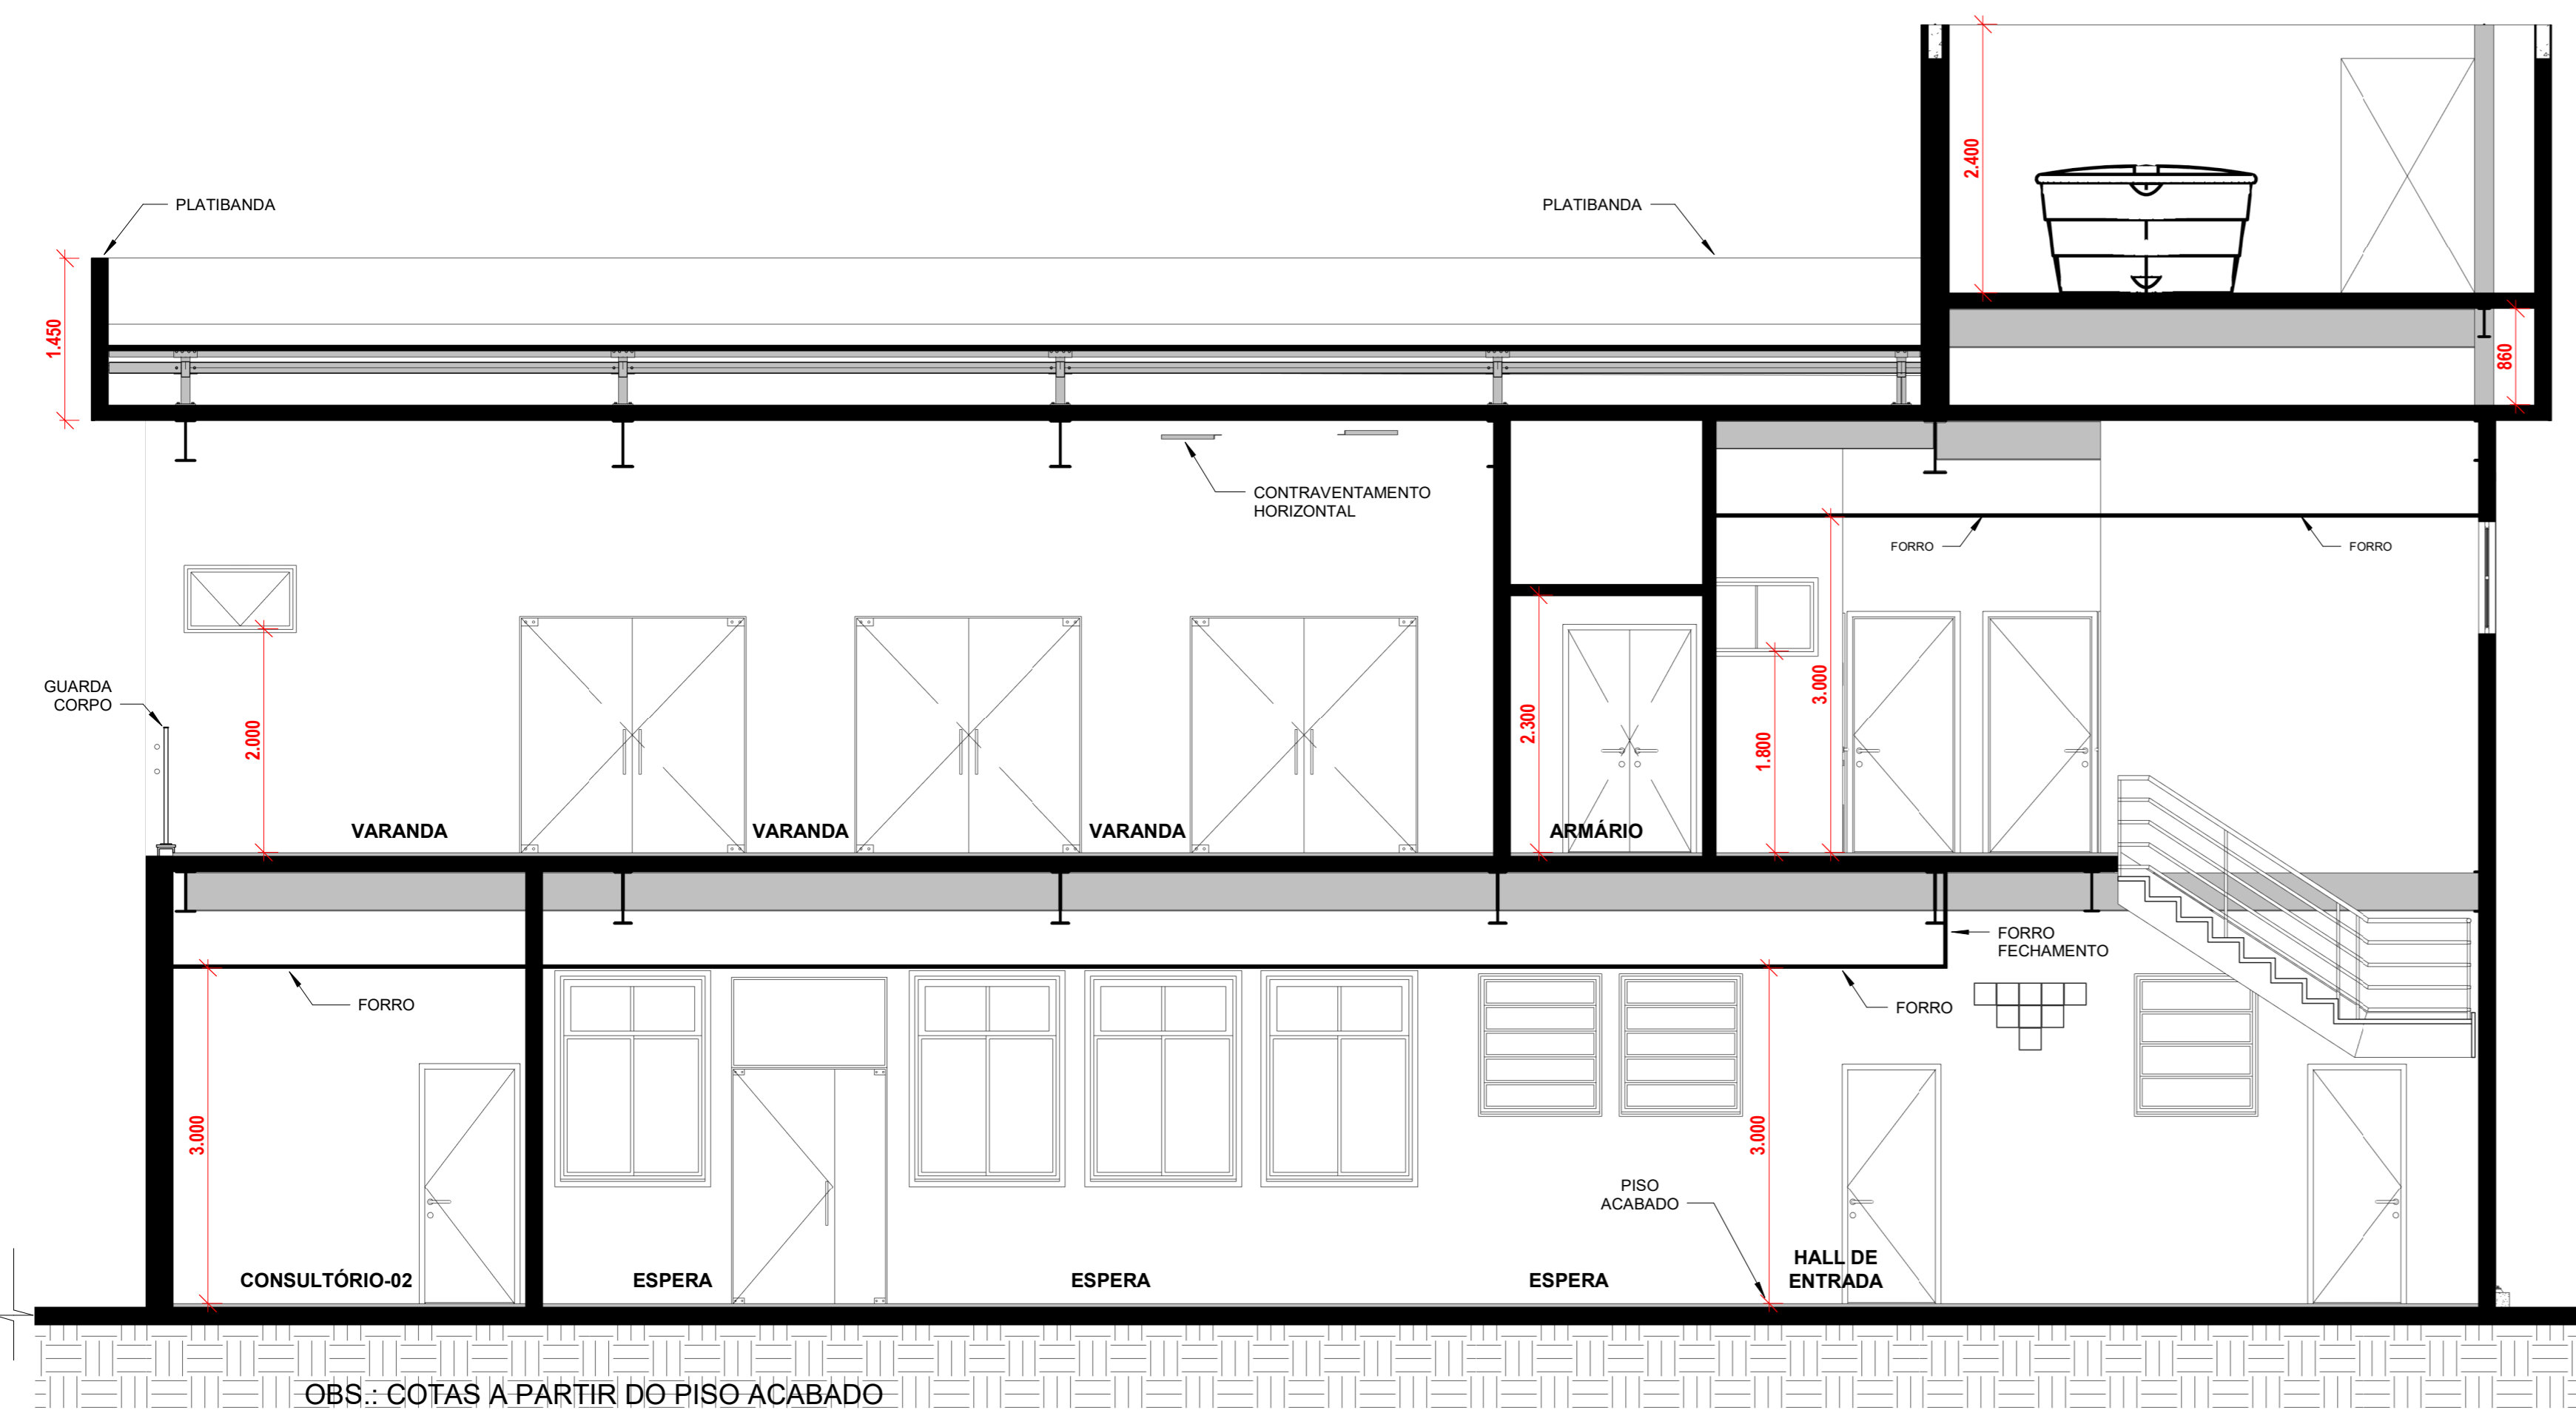 2.400
PLATIBANDA
PLATIBANDA
1.450
860
CONTRAVENTAMENTO
HORIZONTAL
FORRO
FORRO
GUARDA
CORPO
2.000
2.300
1.800
3.000
VARANDA
VARANDA
VARANDA
ARMÁRIO
FORRO
FECHAMENTO
FORRO
FORRO
3.000
3.000
PISO
ACABADO
CONSULTÓRIO-02
ESPERA
ESPERA
ESPERA
HALL DE
ENTRADA
OBS.: COTAS A PARTIR DO PISO ACABADO